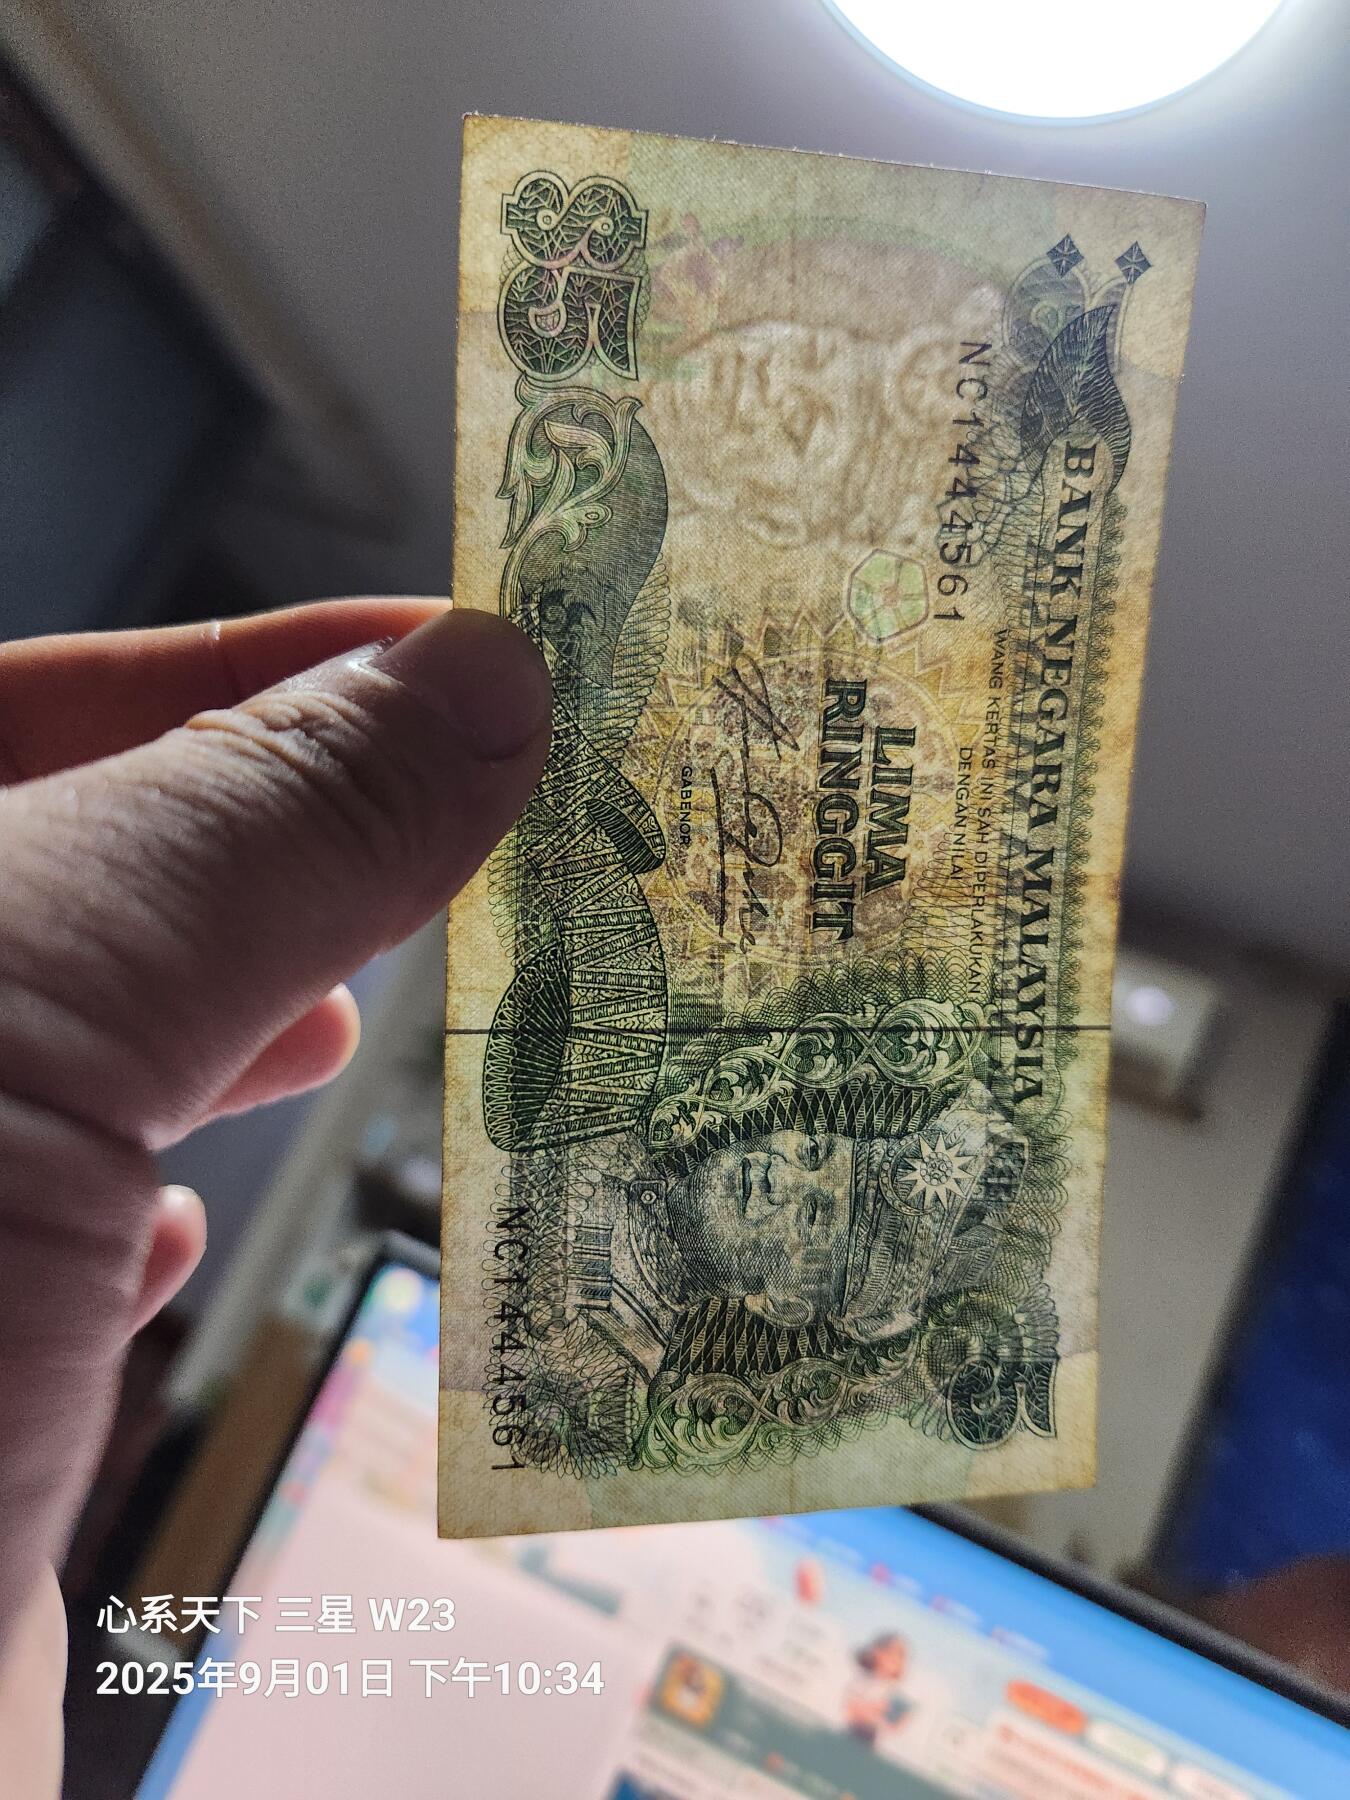 $5
NC1444561
BANK NEGARA MALAYSIA
WANG KERTAS INI SAH DIPERLAKUKAN
DENGAN NILAI
LIMA
RINGGIT
GABENOR
NC1444561
5
心系天下 三星 W23
2025年9月01日 下午10:34